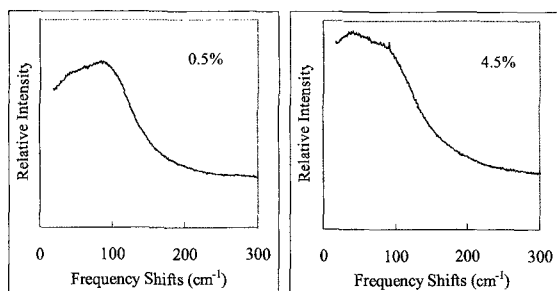 0.5%
Relative Intensity
0 100 200 300
Frequency Shifts (cm⁻¹)
4.5%
Relative Intensity
0 100 200 300
Frequency Shifts (cm⁻¹)